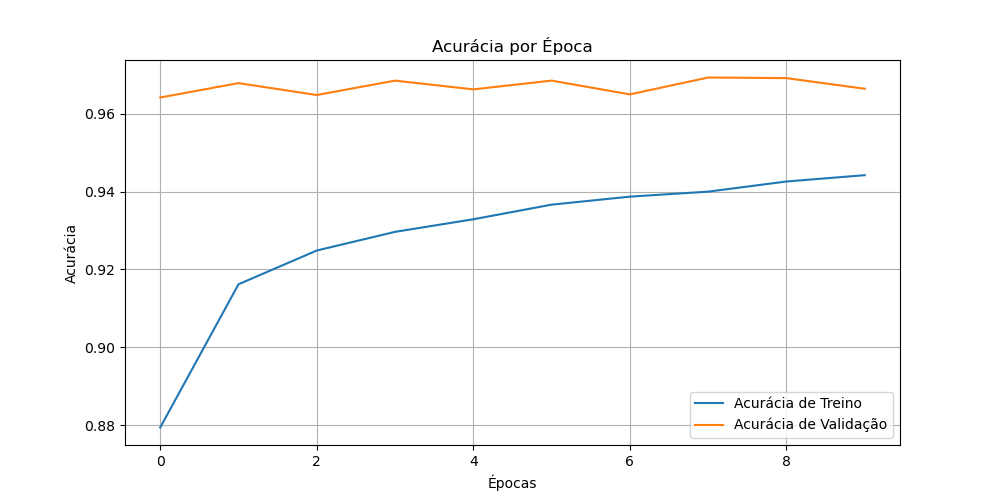 Acurácia por Época
Acurácia
0.96
0.94
0.92
0.90
0.88
0
2
4
6
8
Épocas
Acurácia de Treino
Acurácia de Validação